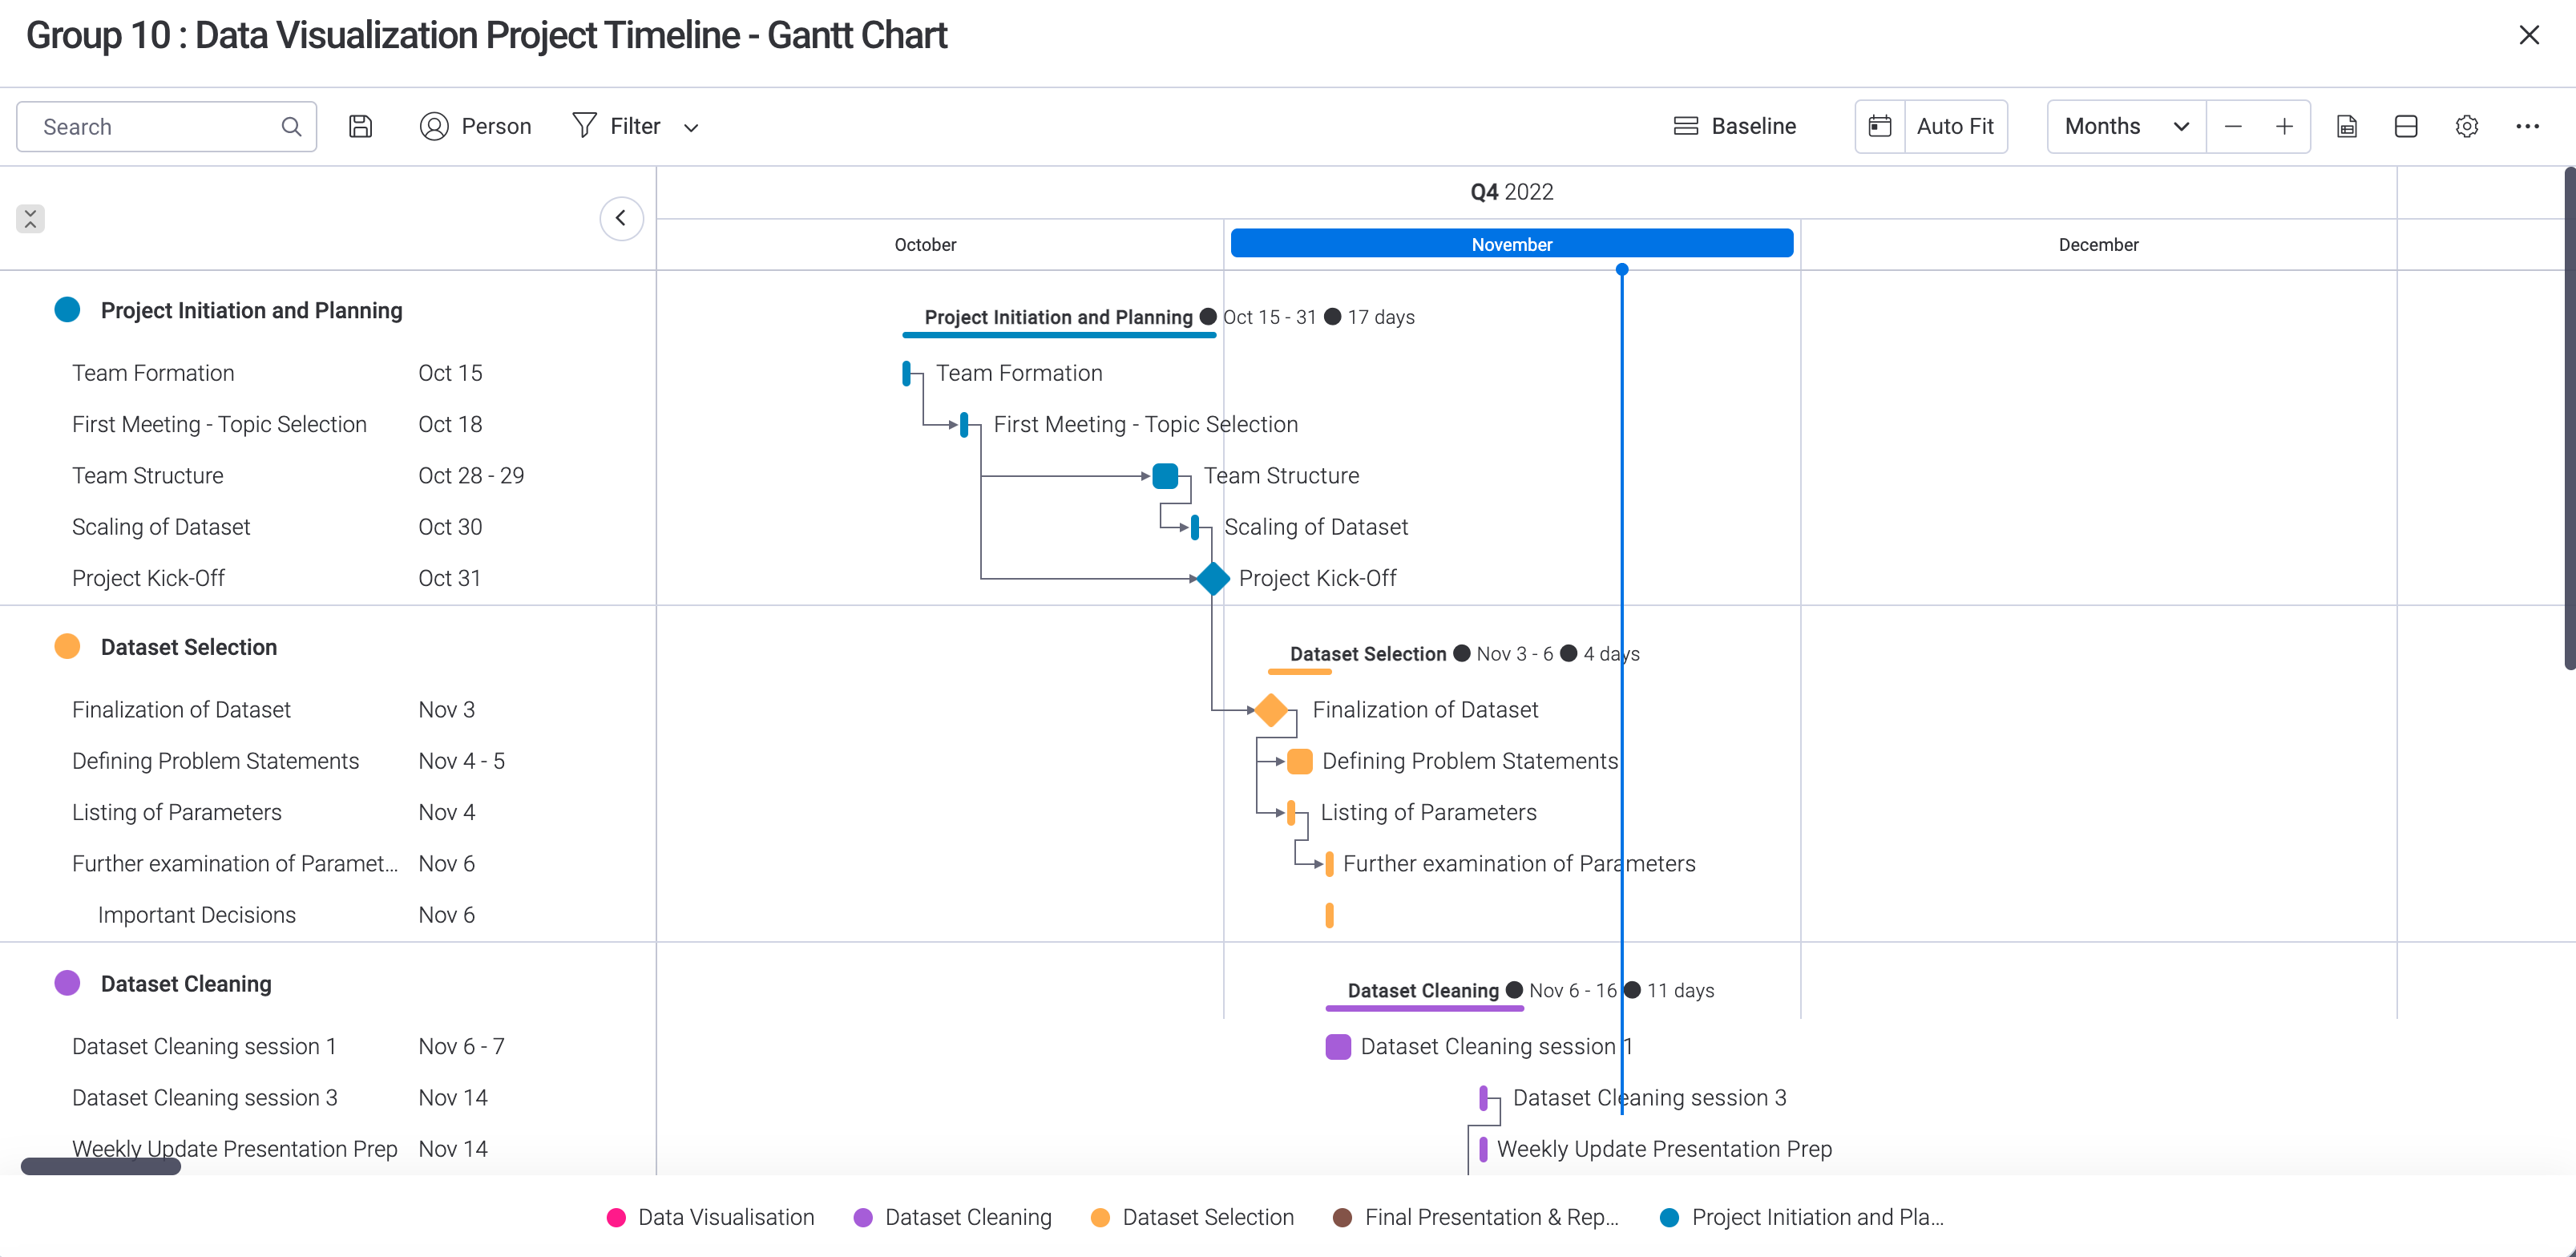 Group 10 : Data Visualization Project Timeline - Gantt Chart
Search
Person
Filter
Baseline
Auto Fit
Months
Q4 2022
October
November
December
Project Initiation and Planning
Project Initiation and Planning ● Oct 15 - 31 ● 17 days
Team Formation Oct 15
Team Formation
First Meeting - Topic Selection Oct 18
First Meeting - Topic Selection
Team Structure Oct 28 - 29
Team Structure
Scaling of Dataset Oct 30
Scaling of Dataset
Project Kick-Off Oct 31
Project Kick-Off
Dataset Selection
Dataset Selection ● Nov 3 - 6 ● 4 days
Finalization of Dataset Nov 3
Finalization of Dataset
Defining Problem Statements Nov 4 - 5
Defining Problem Statements
Listing of Parameters Nov 4
Listing of Parameters
Further examination of Paramet... Nov 6
Further examination of Parameters
Important Decisions Nov 6
Dataset Cleaning
Dataset Cleaning ● Nov 6 - 16 ● 11 days
Dataset Cleaning session 1 Nov 6 - 7
Dataset Cleaning session 1
Dataset Cleaning session 3 Nov 14
Dataset Cleaning session 3
Weekly Update Presentation Prep Nov 14
Weekly Update Presentation Prep
Data Visualisation
Dataset Cleaning
Dataset Selection
Final Presentation & Rep...
Project Initiation and Pla...